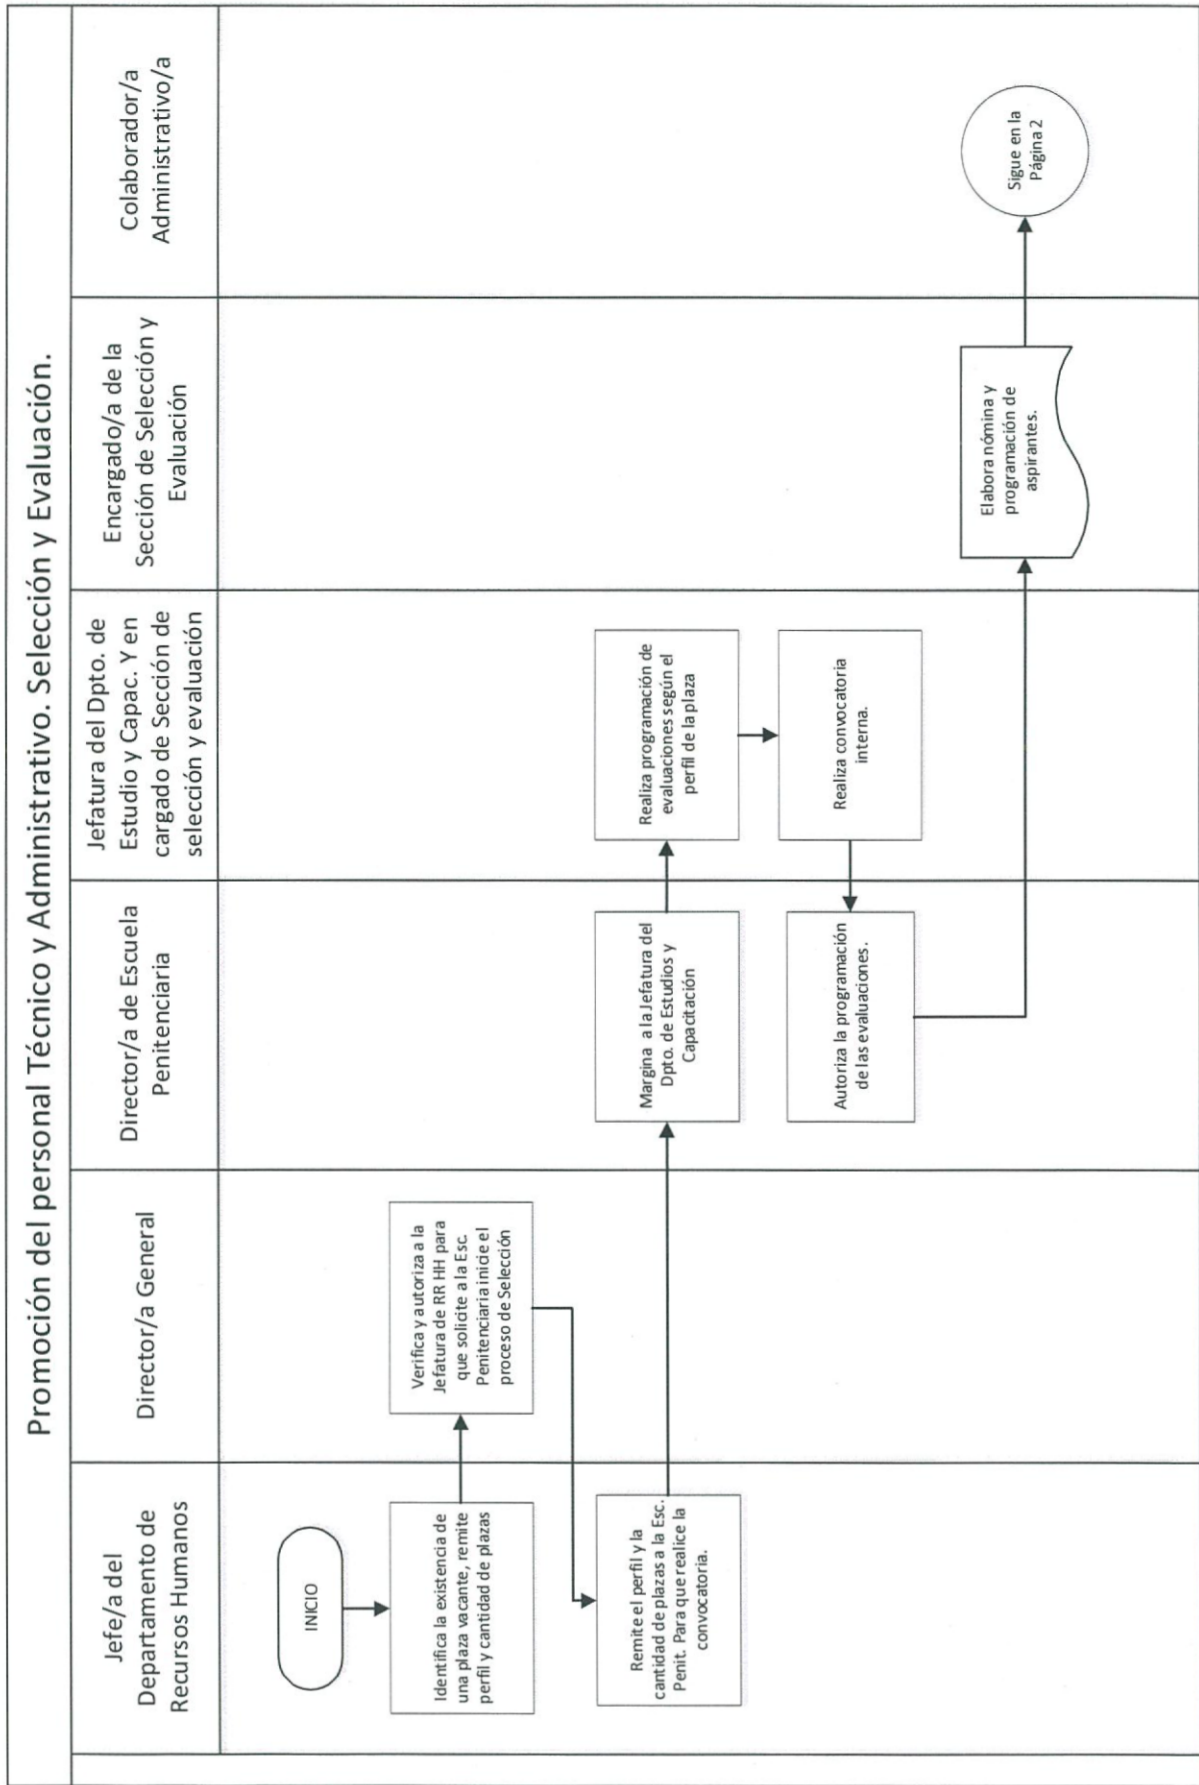 Promoción del personal Técnico y Administrativo. Selección y Evaluación.
Jefe/a del
Departamento de
Recursos Humanos
Director/a General
Director/a de Escuela
Penitenciaria
Jefatura del Dpto. de
Estudio y Capac. Y en
cargado de Sección de
selección y evaluación
Encargado/a de la
Sección de Selección y
Evaluación
Colaborador/a
Administrativo/a
INICIO
Identifica la existencia de
una plaza vacante, remite
perfil y cantidad de plazas
Verifica y autoriza a la
Jefatura de RR HH para
que solicite a la Esc.
Penitenciaria inicie el
proceso de Selección
Remite el perfil y la
cantidad de plazas a la Esc.
Penit. Para que realice la
convocatoria.
Margina a la Jefatura del
Dpto. de Estudios y
Capacitación
Realiza programación de
evaluaciones según el
perfil de la plaza
Realiza convocatoria
interna.
Autoriza la programación
de las evaluaciones.
Elabora nómina y
programación de
aspirantes.
Sigue en la
Página 2